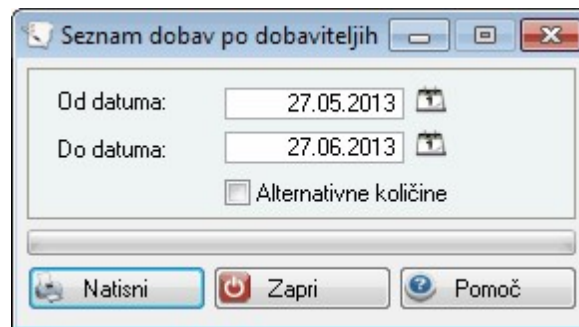 Seznam dobav po dobaviteljih
Od datuma: 27.05.2013
Do datuma: 27.06.2013
Alternativne količine
Natisni Zapri Pomoč